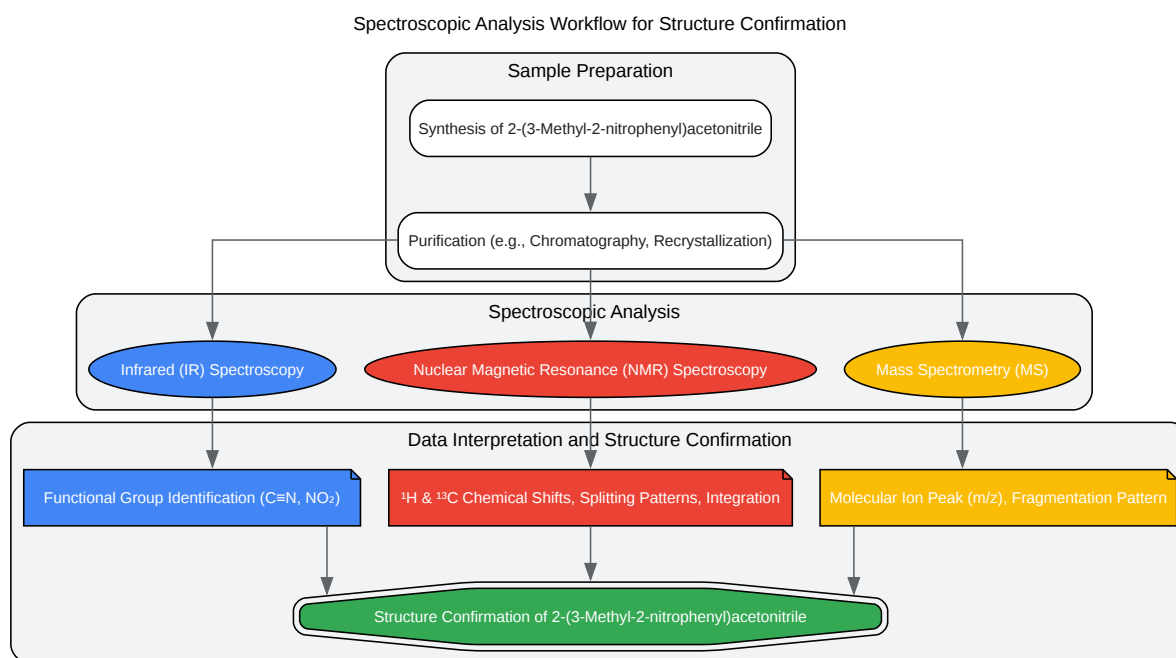 Spectroscopic Analysis Workflow for Structure Confirmation
Sample Preparation
Synthesis of 2-(3-Methyl-2-nitrophenyl)acetonitrile
Purification (e.g., Chromatography, Recrystallization)
Spectroscopic Analysis
Infrared (IR) Spectroscopy
Nuclear Magnetic Resonance (NMR) Spectroscopy
Mass Spectrometry (MS)
Data Interpretation and Structure Confirmation
Functional Group Identification (C≡N, NO₂)
¹H & ¹³C Chemical Shifts, Splitting Patterns, Integration
Molecular Ion Peak (m/z), Fragmentation Pattern
Structure Confirmation of 2-(3-Methyl-2-nitrophenyl)acetonitrile